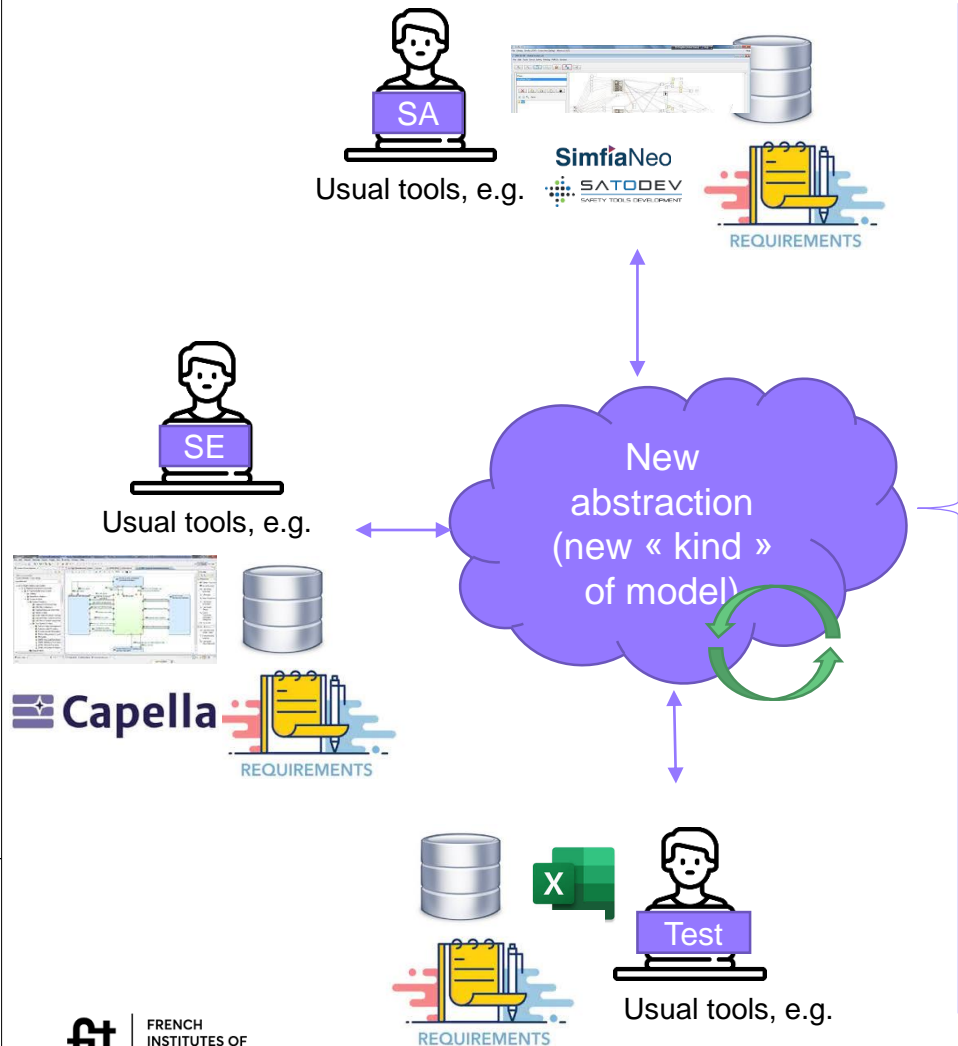 SA
Usual tools, e.g.
SimfiaNeo
SATODEV
SAFETY TOOLS DEVELOPMENT
REQUIREMENTS
SE
Usual tools, e.g.
Capella
REQUIREMENTS
New
abstraction
(new « kind »
of model)
X
Test
Usual tools, e.g.
REQUIREMENTS
FRENCH
INSTITUTES OF